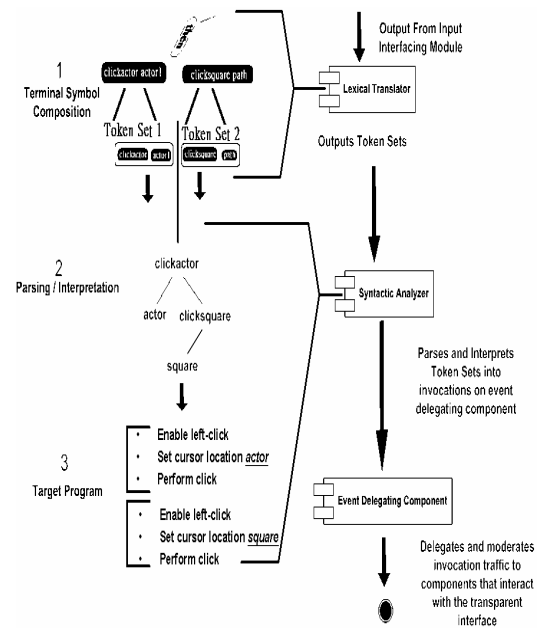 then
Output From Input
Interfacing Module
1
Terminal Symbol
Composition
clickactor actor1
clicksquare path
Lexical Translator
Token Set 1
Token Set 2
clickactor actor1
clicksquare path
Outputs Token Sets
2
Parsing / Interpretation
clickactor
actor clicksquare
square
Syntactic Analyzer
Parses and Interprets
Token Sets into
invocations on event
delegating component
3
Target Program
• Enable left-click
• Set cursor location actor
• Perform click
• Enable left-click
• Set cursor location square
• Perform click
Event Delegating Component
Delegates and moderates
invocation traffic to
components that interact
with the transparent
interface